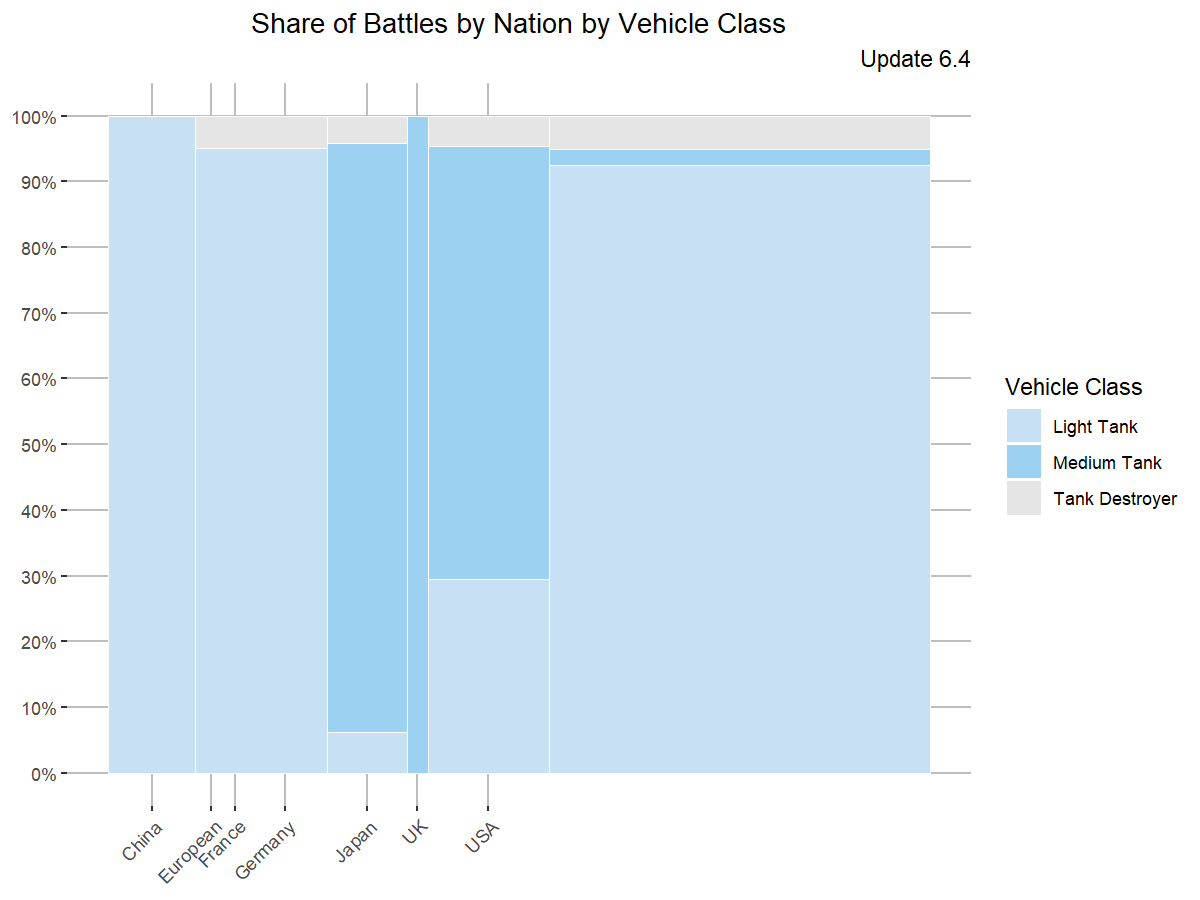 Share of Battles by Nation by Vehicle Class
Update 6.4
100%
90%
80%
70%
60%
50%
40%
30%
20%
10%
0%
China
European
France
Germany
Japan
UK
USA
Vehicle Class
Light Tank
Medium Tank
Tank Destroyer